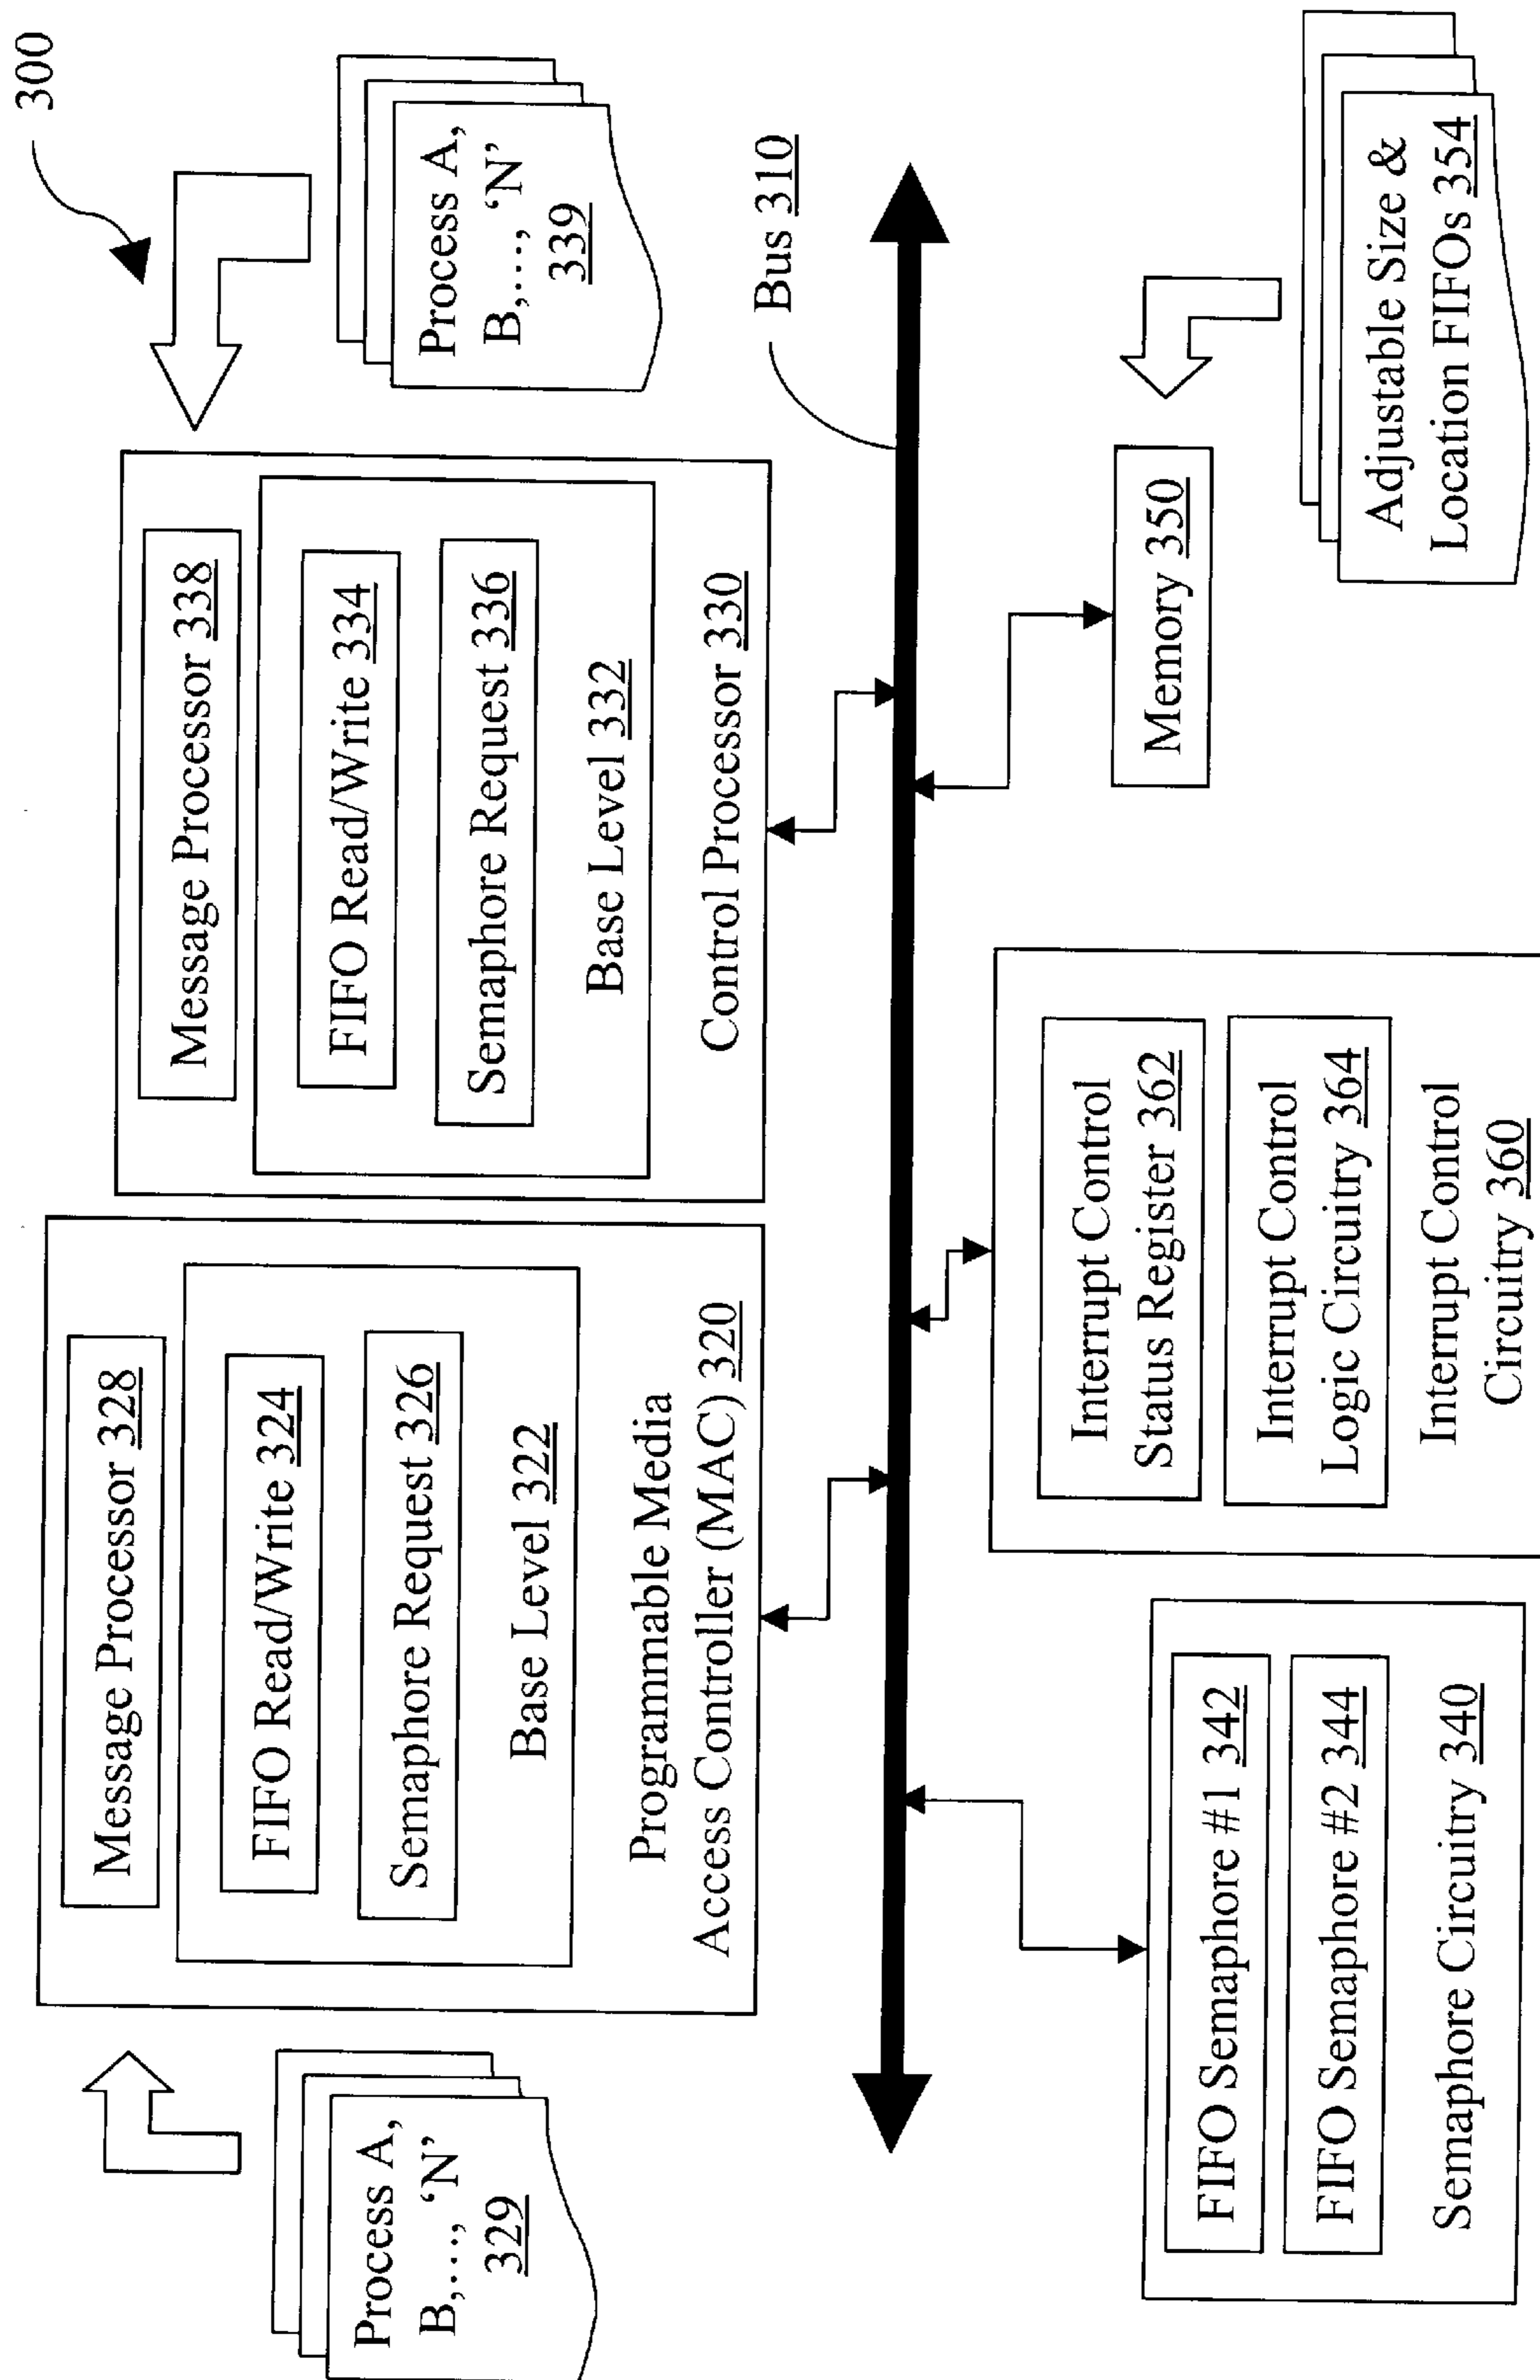 300
Process A,
B,..., 'N'
329
Message Processor 328
FIFO Read/Write 324
Semaphore Request 326
Base Level 322
Programmable Media
Access Controller (MAC) 320
Message Processor 338
FIFO Read/Write 334
Semaphore Request 336
Base Level 332
Control Processor 330
Process A,
B,..., 'N'
339
Bus 310
FIFO Semaphore #1 342
FIFO Semaphore #2 344
Semaphore Circuitry 340
Interrupt Control
Status Register 362
Interrupt Control
Logic Circuitry 364
Interrupt Control
Circuitry 360
Memory 350
Adjustable Size &
Location FIFOs 354